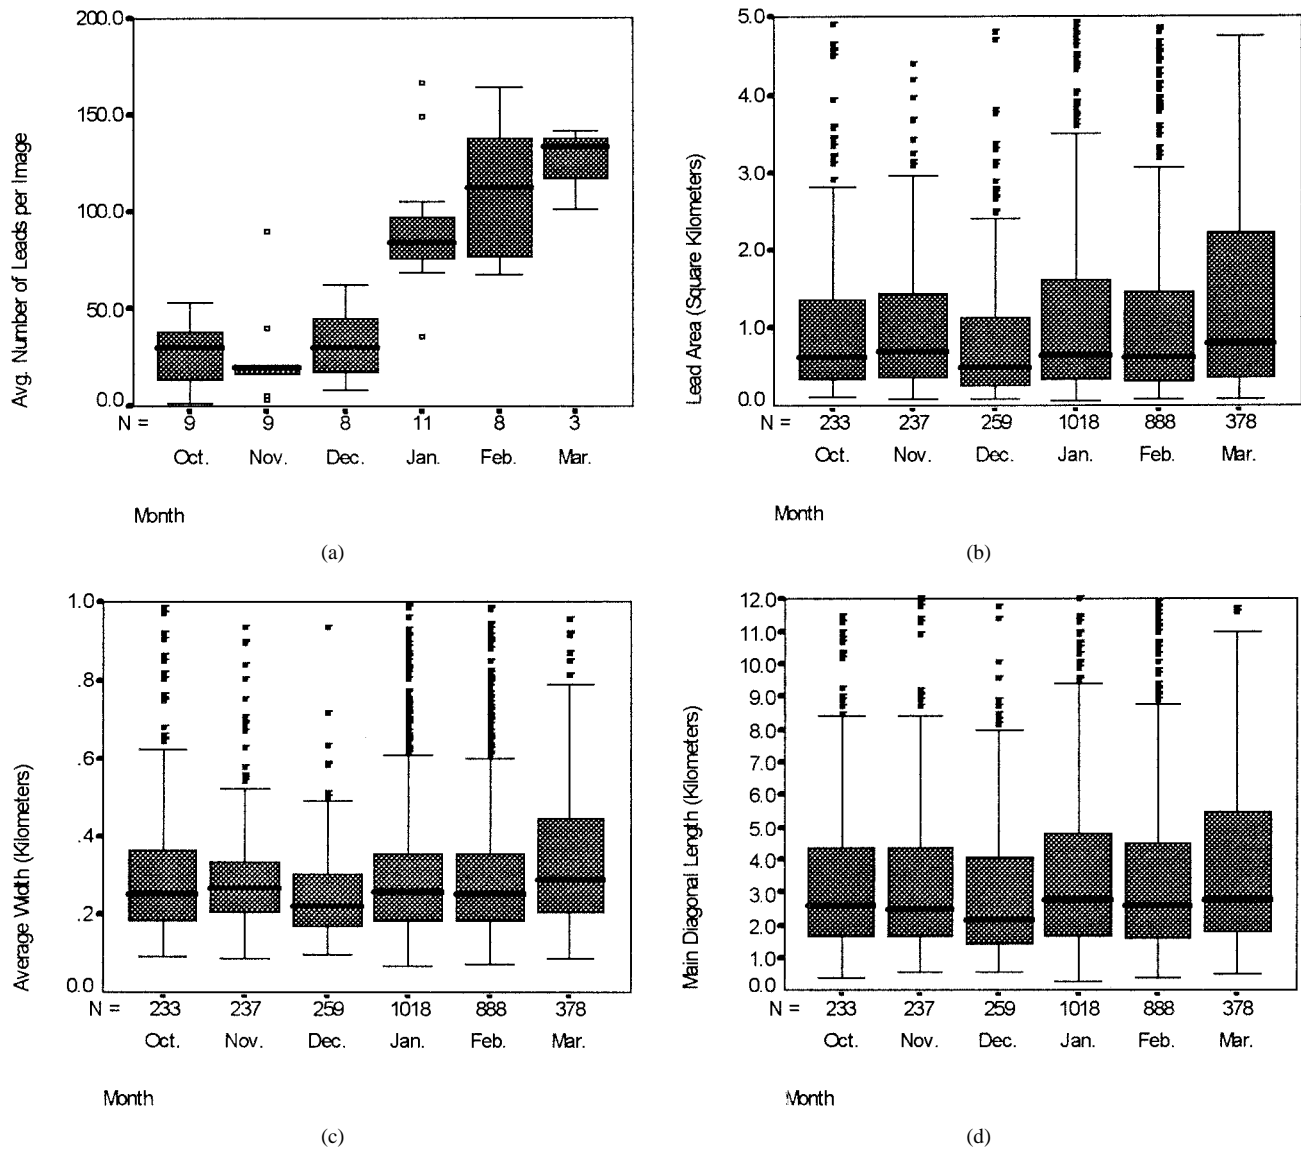 Avg. Number of Leads per Image
200.0
150.0
100.0
50.0
0.0
N = 9 9 8 11 8 3
Oct. Nov. Dec. Jan. Feb. Mar.
Month
(a)
Lead Area (Square Kilometers)
5.0
4.0
3.0
2.0
1.0
0.0
N = 233 237 259 1018 888 378
Oct. Nov. Dec. Jan. Feb. Mar.
Month
(b)
Average Width (Kilometers)
1.0
.8
.6
.4
.2
0.0
N = 233 237 259 1018 888 378
Oct. Nov. Dec. Jan. Feb. Mar.
Month
(c)
Main Diagonal Length (Kilometers)
12.0
11.0
10.0
9.0
8.0
7.0
6.0
5.0
4.0
3.0
2.0
1.0
0.0
N = 233 237 259 1018 888 378
Oct. Nov. Dec. Jan. Feb. Mar.
Month
(d)